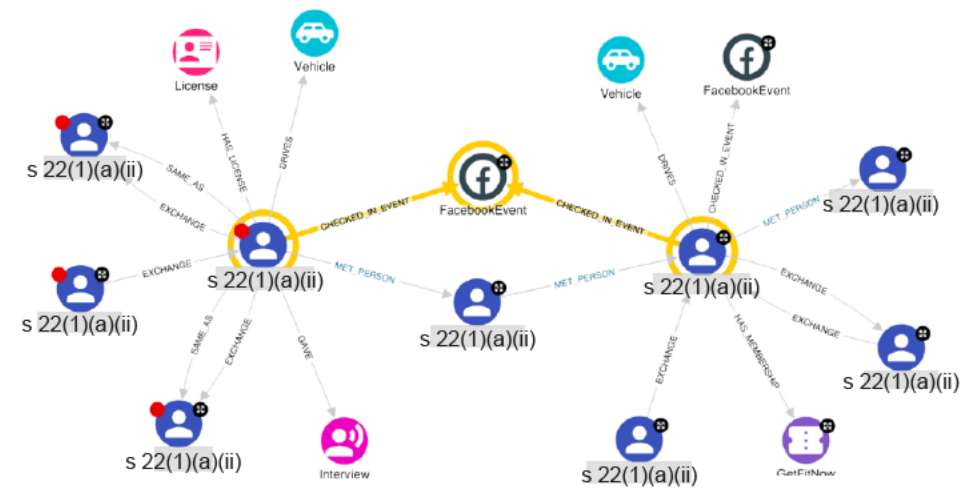 Vehicle
License
Vehicle
FacebookEvent
s 22(1)(a)(ii)
SAME_AS
HAS_LICENSE
DRIVES
DRIVES
CHECKED_IN_EVENT
s 22(1)(a)(ii)
EXCHANGE
CHECKED_IN_EVENT
FacebookEvent
CHECKED_IN_EVENT
MET_PERSON
EXCHANGE
s 22(1)(a)(ii)
MET_PERSON
MET_PERSON
s 22(1)(a)(ii)
EXCHANGE
s 22(1)(a)(ii)
s 22(1)(a)(ii)
SAME_AS
EXCHANGE
GAVE
EXCHANGE
HAS_MEMBERSHIP
EXCHANGE
s 22(1)(a)(ii)
s 22(1)(a)(ii)
s 22(1)(a)(ii)
Interview
s 22(1)(a)(ii)
GetFitNow